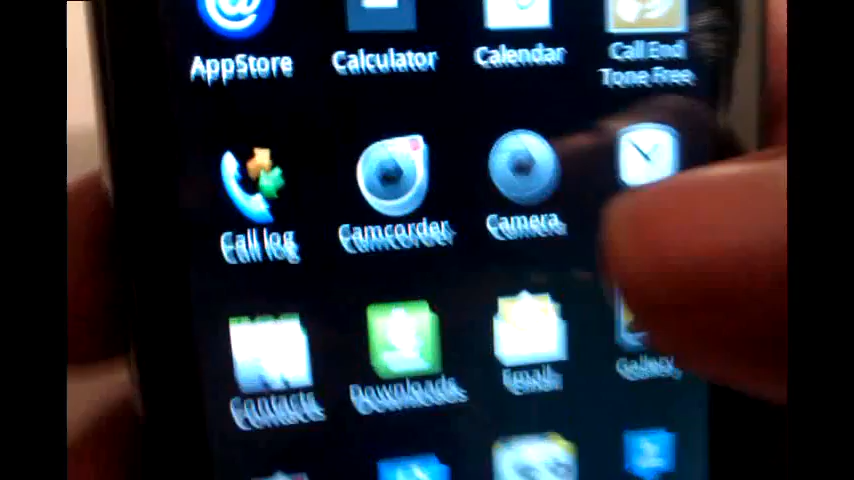 AppStore
Calculator
Calendar
Call End
Tone Free
Call log
Camcorder
Camera
Contacts
Downloads
Email
Gallery